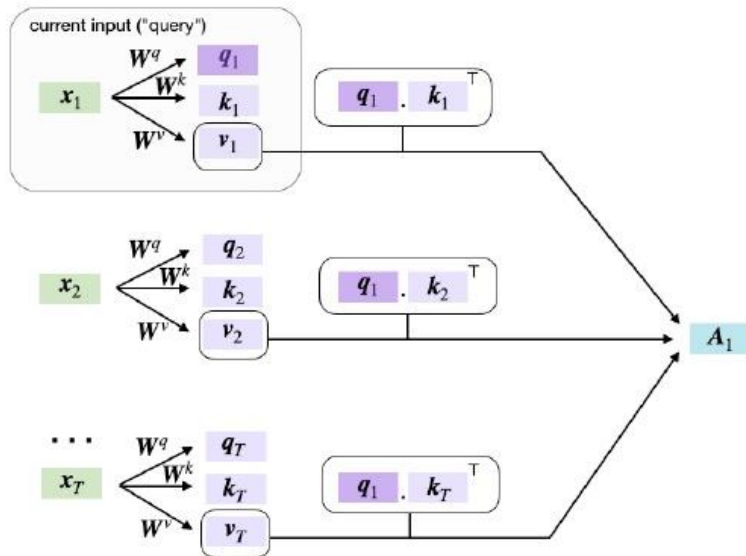 current input ("query")
W^q
q_1
x_1
W^k
k_1
W^v
v_1
q_1 . k_1 ⊤
W^q
q_2
x_2
W^k
k_2
W^v
v_2
q_1 . k_2 ⊤
A_1
...
W^q
q_T
x_T
W^k
k_T
W^v
v_T
q_1 . k_T ⊤